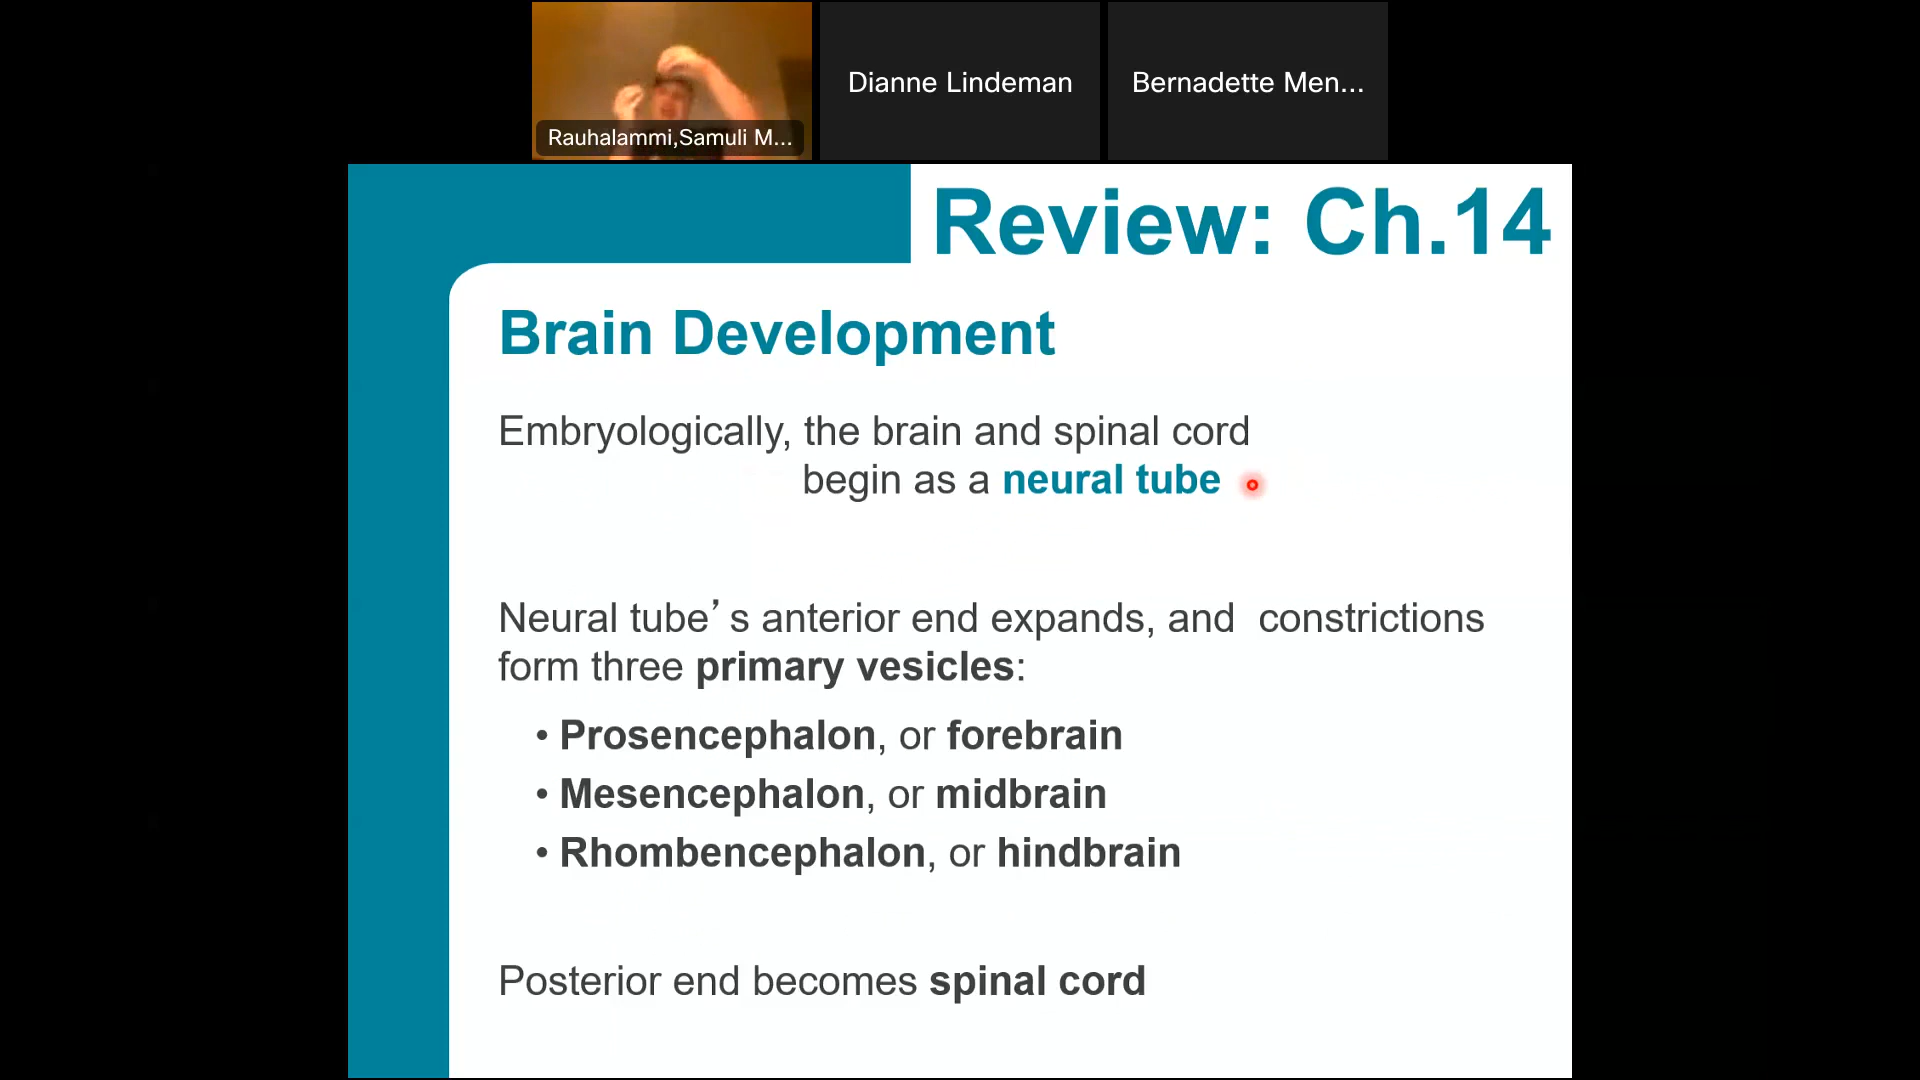 Rauhalammi,Samuli M...
Dianne Lindeman
Bernadette Men...
Review: Ch.14
Brain Development
Embryologically, the brain and spinal cord
begin as a neural tube
Neural tube’s anterior end expands, and constrictions
form three primary vesicles:
• Prosencephalon, or forebrain
• Mesencephalon, or midbrain
• Rhombencephalon, or hindbrain
Posterior end becomes spinal cord